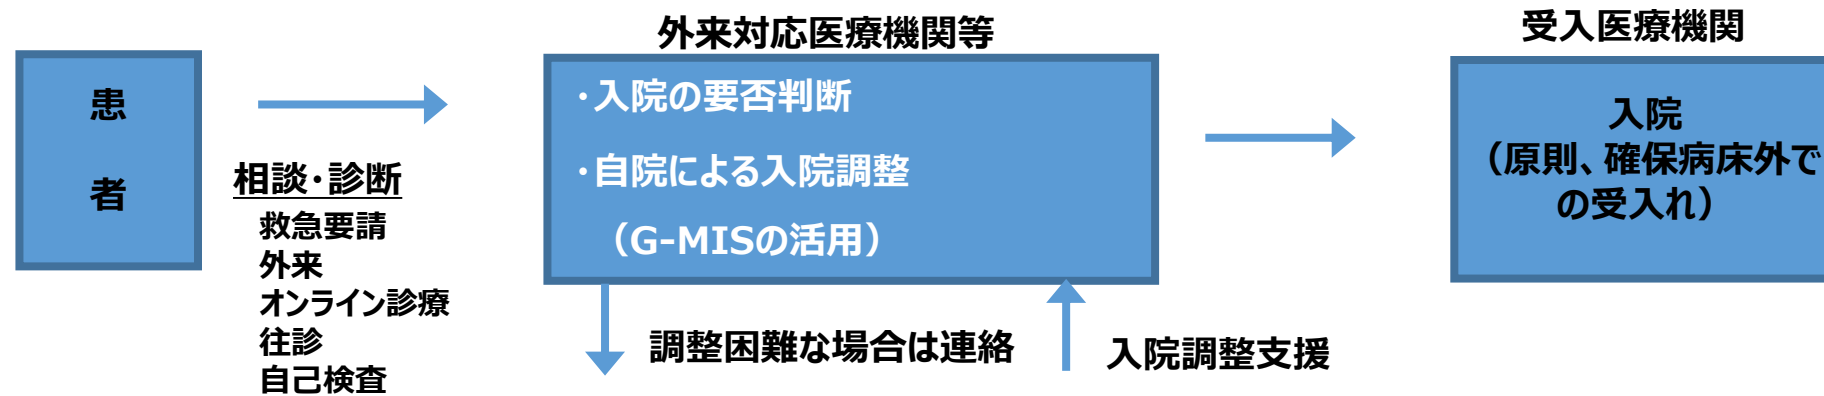 患
者
相談・診断
救急要請
外来
オンライン診療
往診
自己検査
外来対応医療機関等
・入院の要否判断
・自院による入院調整
（G-MISの活用）
調整困難な場合は連絡
入院調整支援
受入医療機関
入院
（原則、確保病床外で
の受入れ）